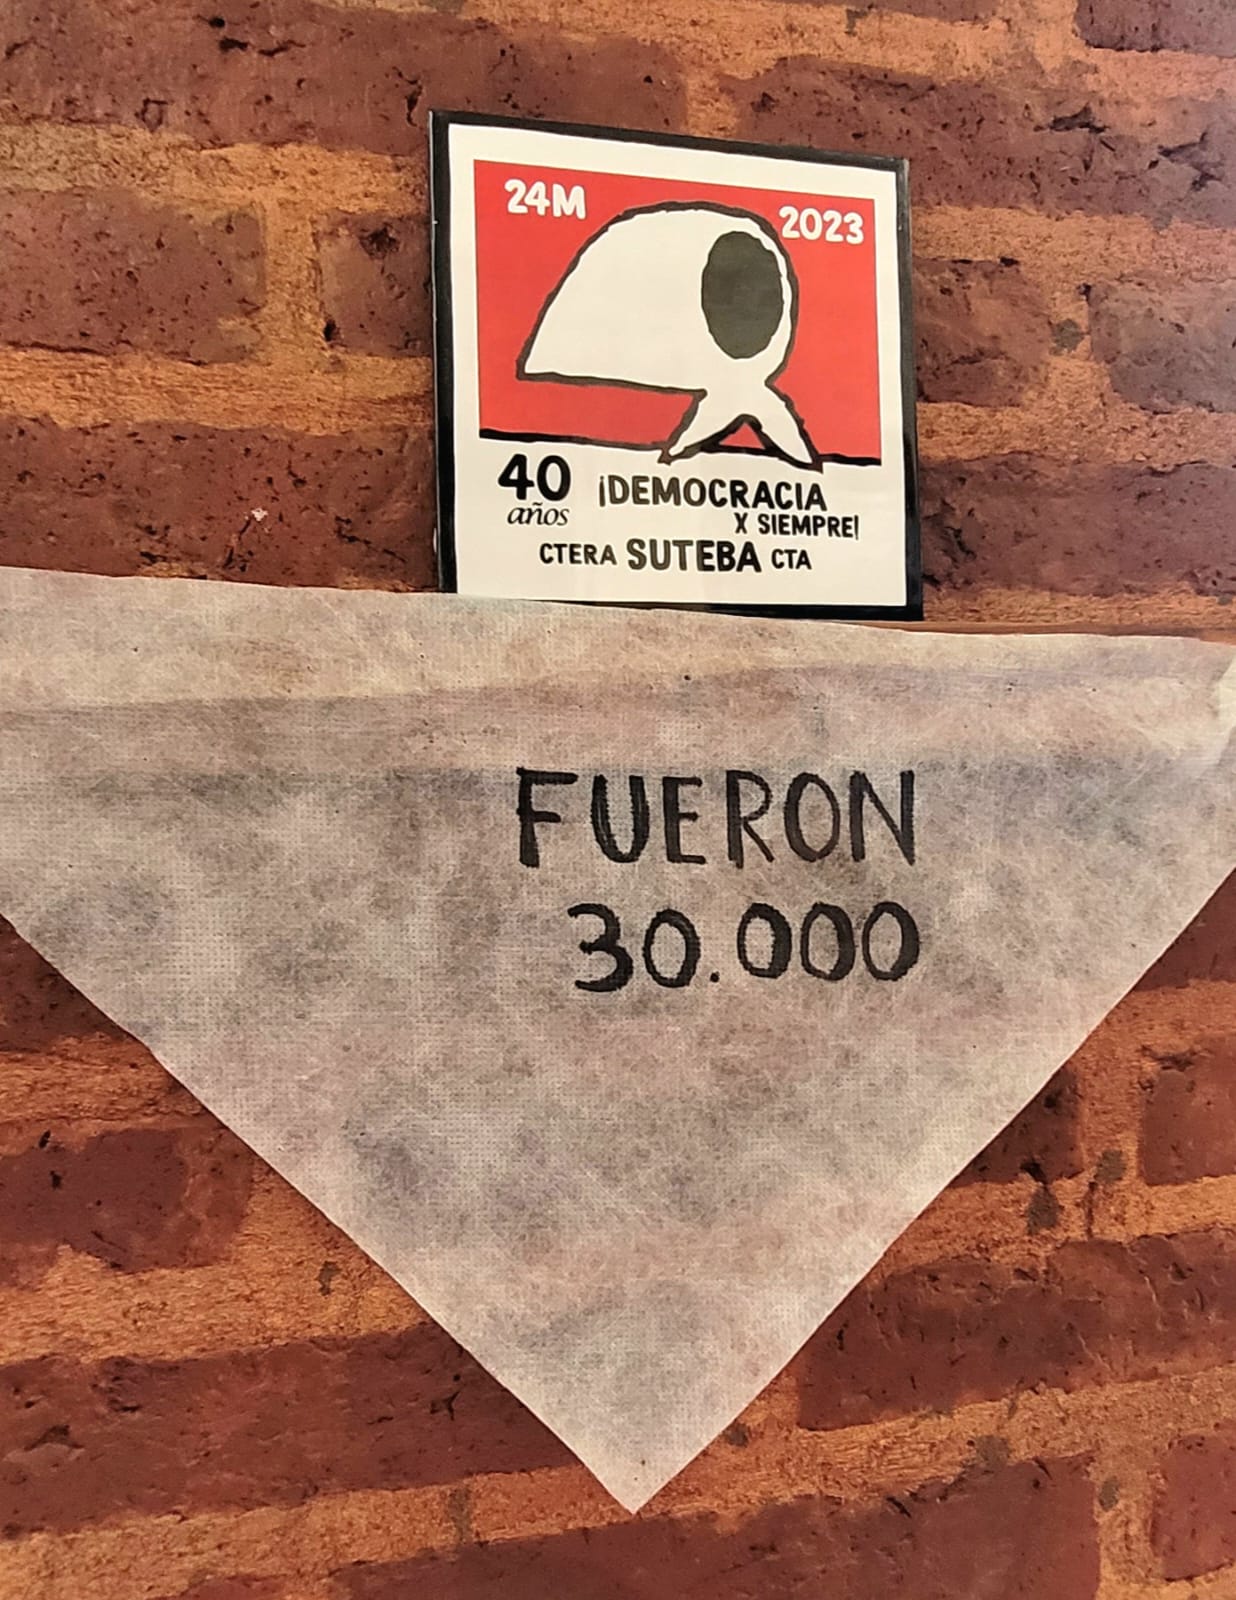 24M 2023
40 años ¡DEMOCRACIA
X SIEMPRE!
CTERA SUTEBA CTA
FUERON
30.000